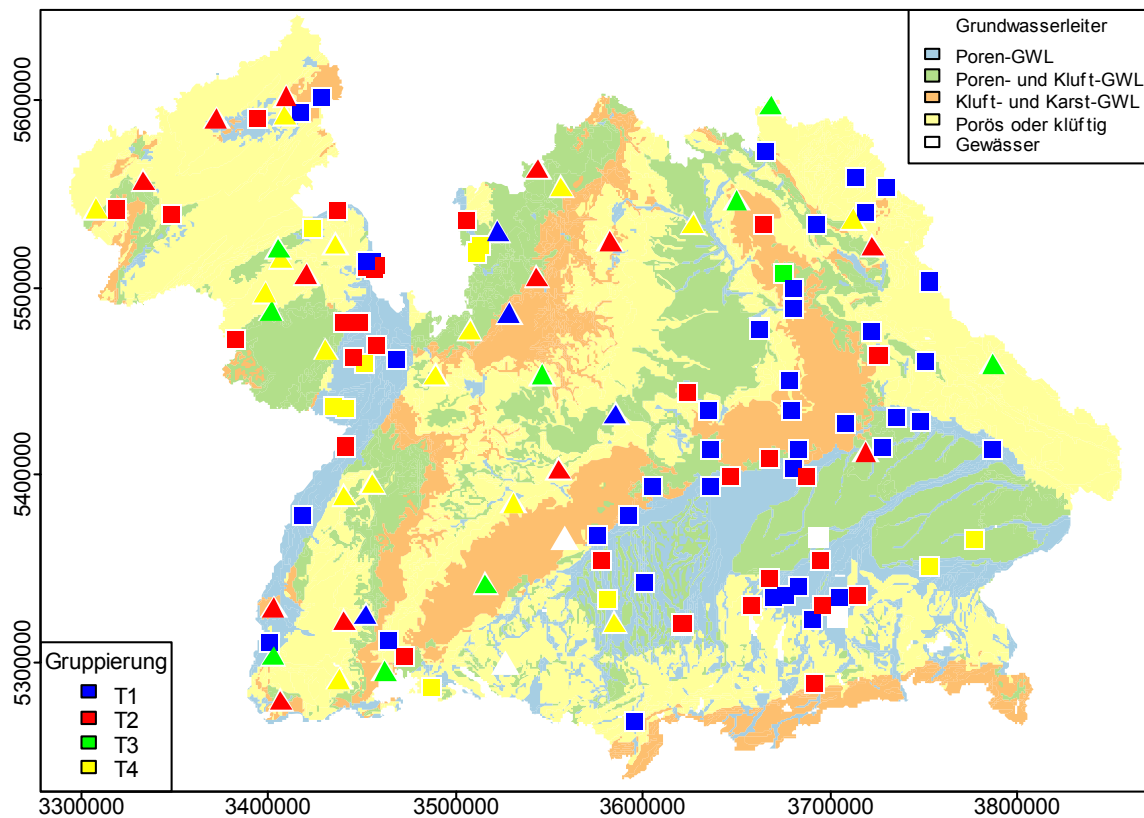 Grundwasserleiter
Poren-GWL
Poren- und Kluft-GWL
Kluft- und Karst-GWL
Porös oder klüftig
Gewässer
5600000
5500000
5400000
5300000
Gruppierung
T1
T2
T3
T4
3300000 3400000 3500000 3600000 3700000 3800000